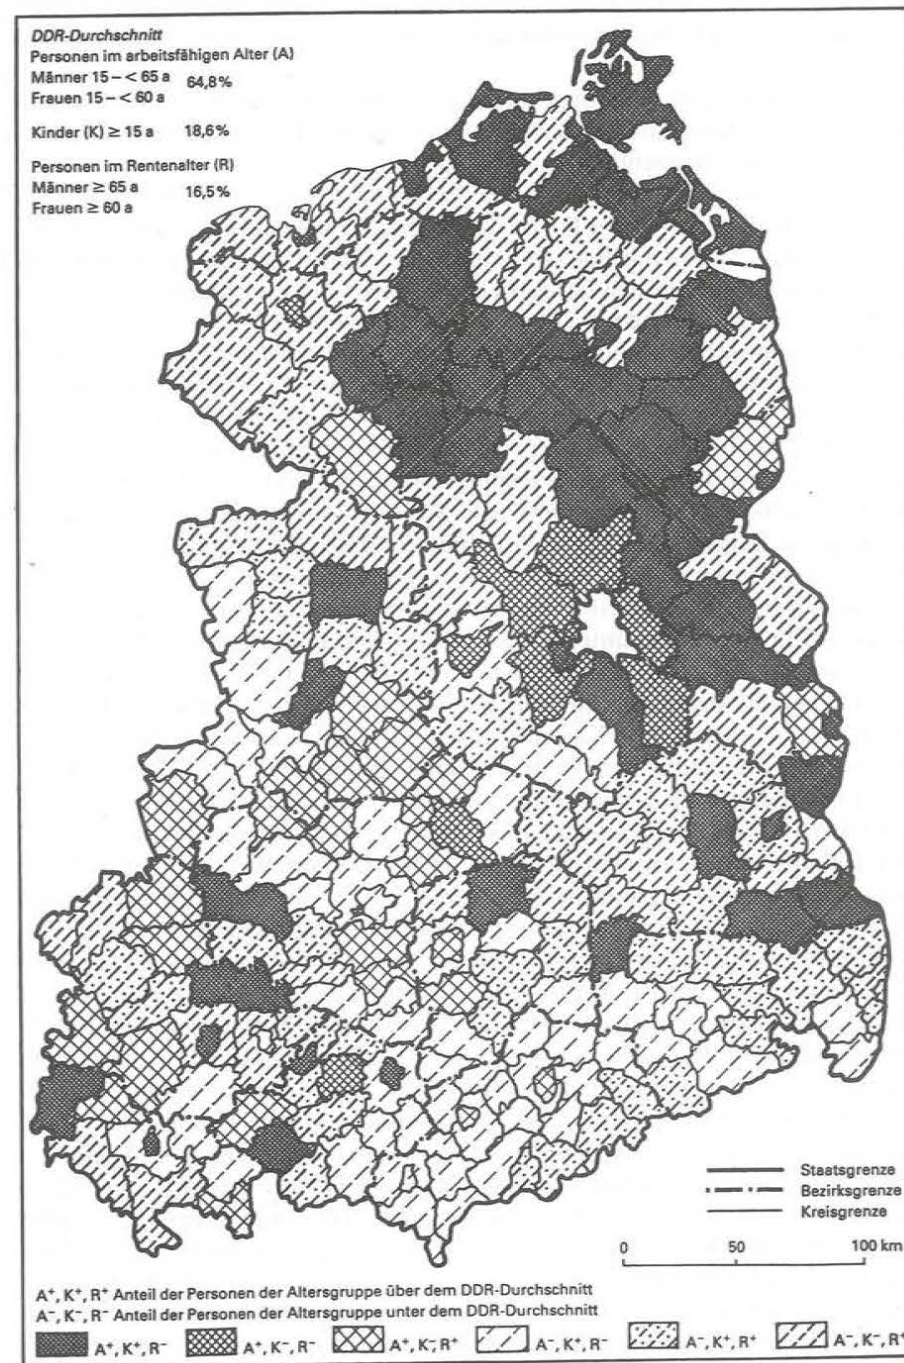 DDR-Durchschnitt
Personen im arbeitsfähigen Alter (A)
Männer 15 – < 65 a 64,8%
Frauen 15 – < 60 a
Kinder (K) ≥ 15 a 18,6%
Personen im Rentenalter (R)
Männer ≥ 65 a 16,5%
Frauen ≥ 60 a
Staatsgrenze
Bezirksgrenze
Kreisgrenze
0 50 100 km
A⁺, K⁺, R⁺ Anteil der Personen der Altersgruppe über dem DDR-Durchschnitt
A⁻, K⁻, R⁻ Anteil der Personen der Altersgruppe unter dem DDR-Durchschnitt
A⁺, K⁺, R⁻ A⁺, K⁻, R⁻ A⁺, K⁻, R⁺ A⁻, K⁺, R⁻ A⁻, K⁺, R⁺ A⁻, K⁻, R⁺